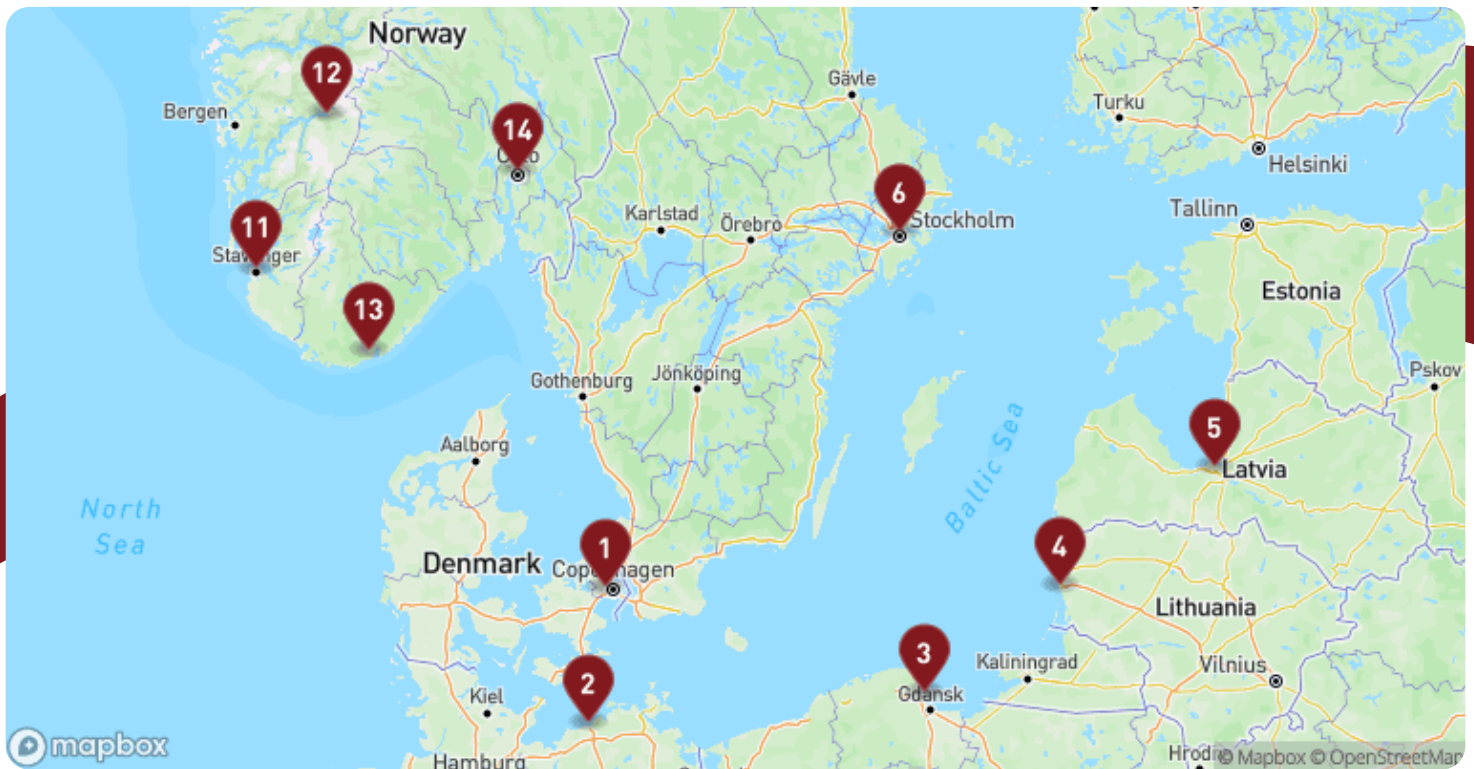 Norway
12
Gävle
Bergen
Turku
14
Helsinki
6
Tallinn
Karlstad
Örebro
Stockholm
11
Estonia
13
Gothenburg
Jönköping
Pskov
Baltic Sea
5
Aalborg
Latvia
North
Sea
1
4
Denmark
Lithuania
3
Kaliningrad
Vilnius
2
Kiel
Gdansk
mapbox
Hamburg
© Mapbox © OpenStreetMap